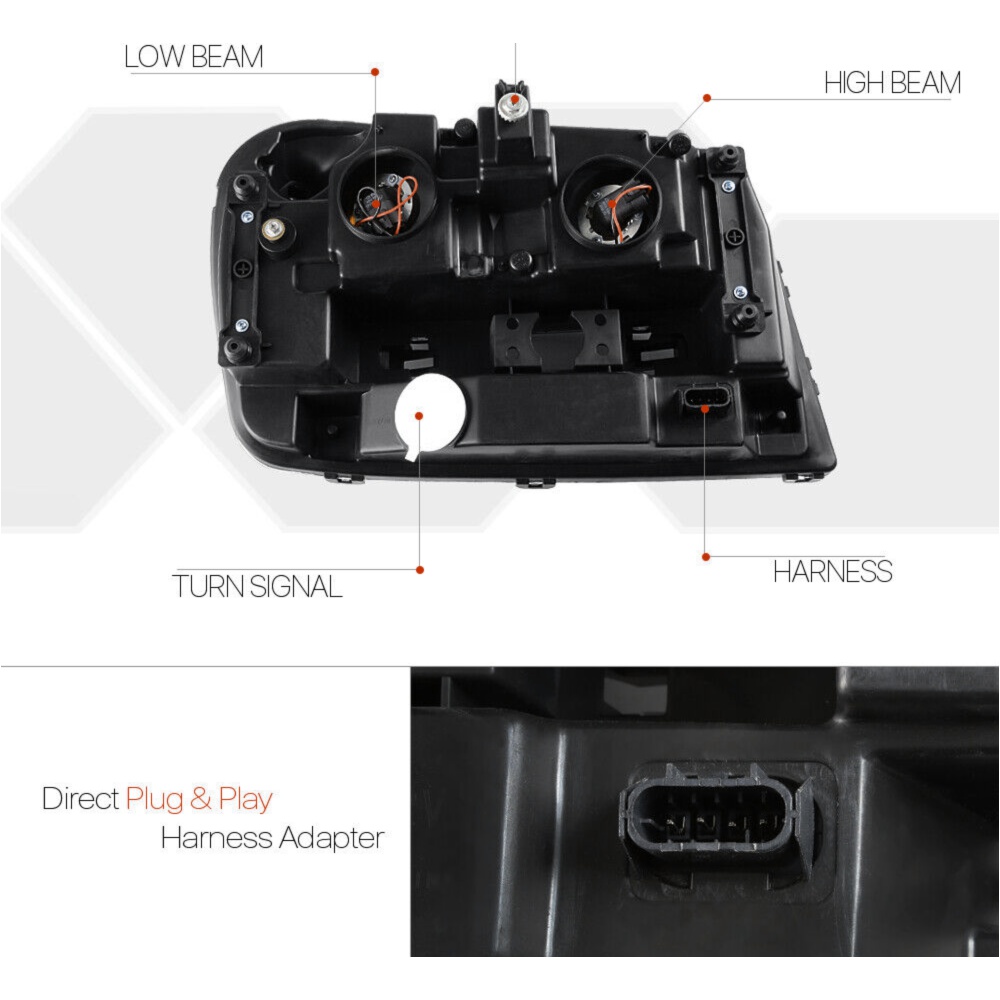 LOW BEAM
HIGH BEAM
TURN SIGNAL
HARNESS
Direct Plug & Play
Harness Adapter